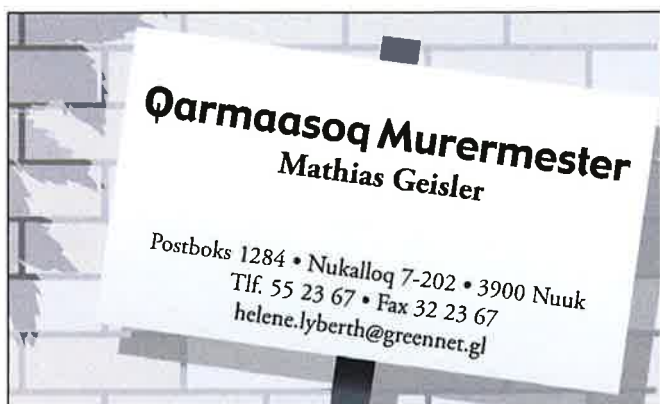 Qarmaasoq Murermester
Mathias Geisler
Postboks 1284 • Nukalloq 7-202 • 3900 Nuuk
Tlf. 55 23 67 • Fax 32 23 67
helene.lyberth@greennet.gl